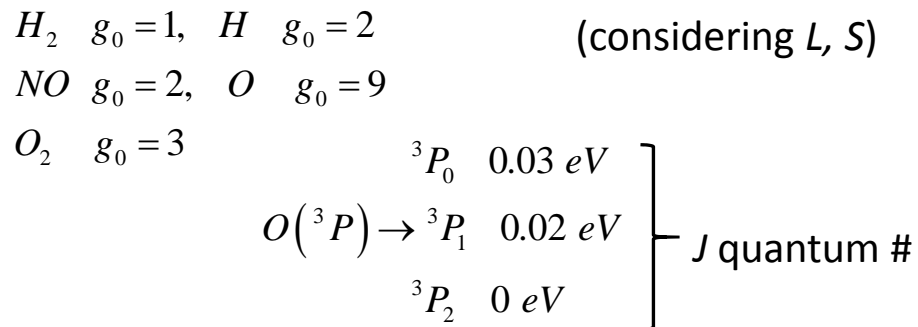 H₂ g₀ = 1, H g₀ = 2 (considering L, S)
NO g₀ = 2, O g₀ = 9
O₂ g₀ = 3
³P₀ 0.03 eV
O(³P) → ³P₁ 0.02 eV
J quantum #
³P₂ 0 eV